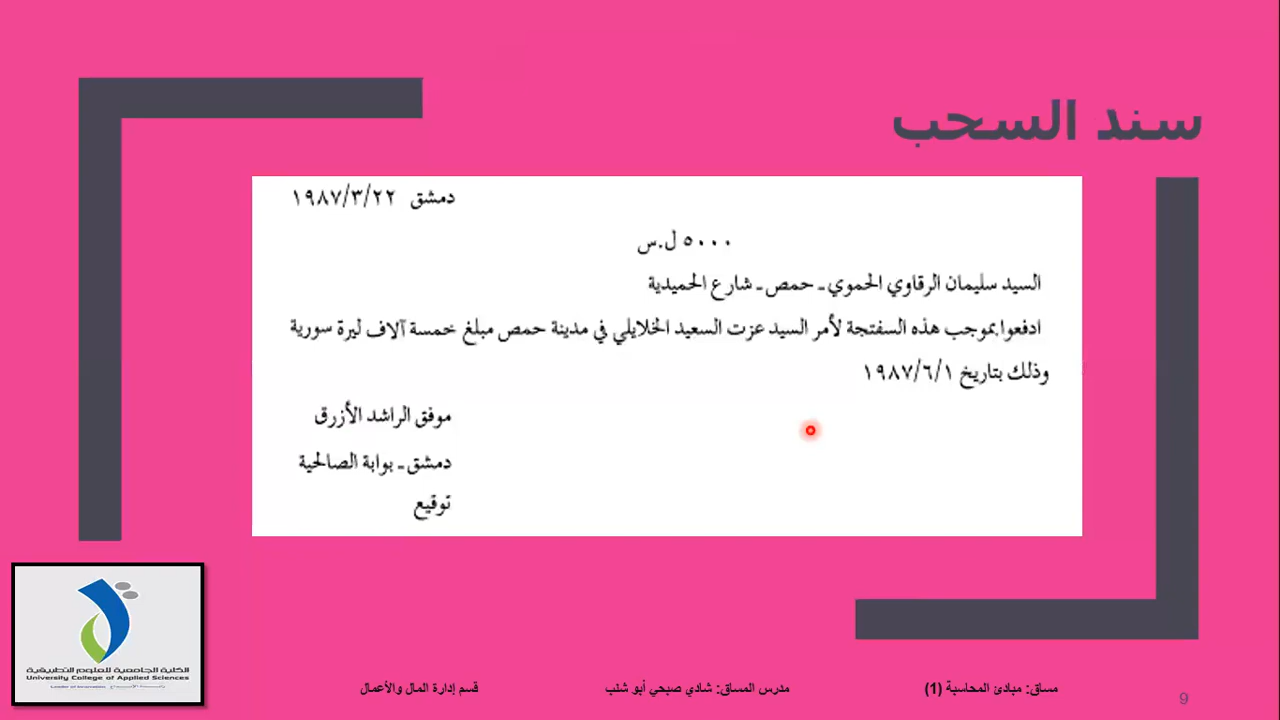 سند السحب
دمشق ١٩٨٧/٣/٢٢
٥٠٠٠ ل.س
السيد سليمان الرقاوي الحموي ـ حمص ـ شارع الحميدية
ادفعوا بموجب هذه السفتجة لأمر السيد عزت السعيد الخلايلي في مدينة حمص مبلغ خمسة آلاف ليرة سورية
وذلك بتاريخ ١٩٨٧/٦/١
موفق الراشد الأزرق
دمشق ـ بوابة الصالحية
توقيع
الكلية الجامعية للعلوم التطبيقية
University College of Applied Sciences
مساق: مبادئ المحاسبة (1)
مدرس المساق: شادي صبحي أبو شنب
قسم إدارة المال والأعمال
9